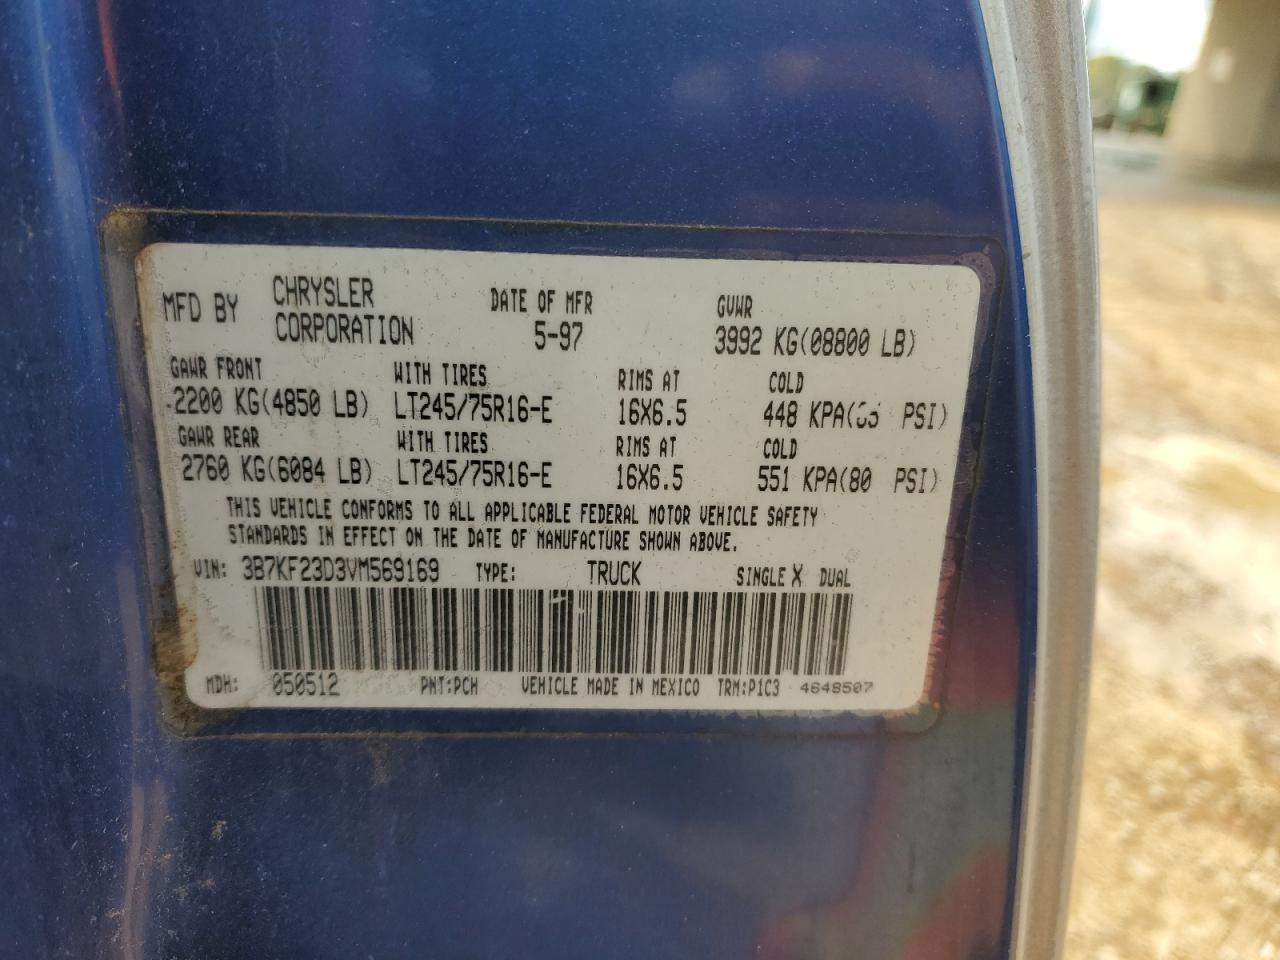 MFD BY CHRYSLER CORPORATION DATE OF MFR 5-97 GVWR 3992 KG(08800 LB)
GAWR FRONT WITH TIRES RIMS AT COLD
2200 KG(4850 LB) LT245/75R16-E 16X6.5 448 KPA( PSI)
GAWR REAR WITH TIRES RIMS AT COLD
2760 KG(6084 LB) LT245/75R16-E 16X6.5 551 KPA(80 PSI)
THIS VEHICLE CONFORMS TO ALL APPLICABLE FEDERAL MOTOR VEHICLE SAFETY
STANDARDS IN EFFECT ON THE DATE OF MANUFACTURE SHOWN ABOVE.
VIN: 3B7KF23D3VM569169 TYPE: TRUCK SINGLE X DUAL
MDH: 050512 PNT:PCH VEHICLE MADE IN MEXICO TRM:P1C3 4648507